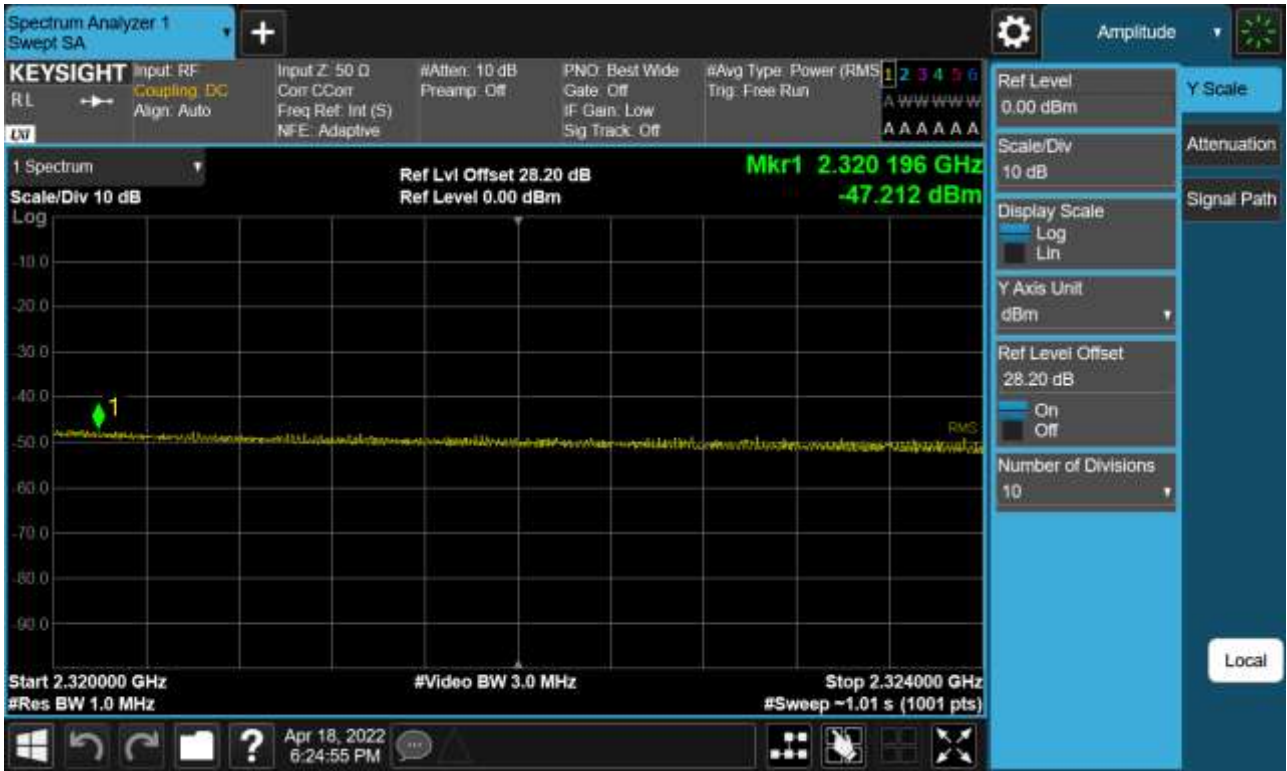 Spectrum Analyzer 1
Swept SA
+
Amplitude
KEYSIGHT
RL
Input: RF
Coupling: DC
Align: Auto
Input Z: 50 Ω
Corr CCorr
Freq Ref: Int (S)
NFE: Adaptive
#Atten: 10 dB
Preamp: Off
PNO: Best Wide
Gate: Off
IF Gain: Low
Sig Track: Off
#Avg Type: Power (RMS
Trig: Free Run
1 2 3 4 5 6
A W W W W W
A A A A A A
1 Spectrum
Scale/Div 10 dB
Ref Lvl Offset 28.20 dB
Ref Level 0.00 dBm
Mkr1 2.320 196 GHz
-47.212 dBm
Log
-10.0
-20.0
-30.0
-40.0
1
RMS
-50.0
-60.0
-70.0
-80.0
-90.0
Start 2.320000 GHz
#Video BW 3.0 MHz
Stop 2.324000 GHz
#Res BW 1.0 MHz
#Sweep ~1.01 s (1001 pts)
?
Apr 18, 2022
6:24:55 PM
Ref Level
0.00 dBm
Scale/Div
10 dB
Display Scale
Log
Lin
Y Axis Unit
dBm
Ref Level Offset
28.20 dB
On
Off
Number of Divisions
10
Y Scale
Attenuation
Signal Path
Local